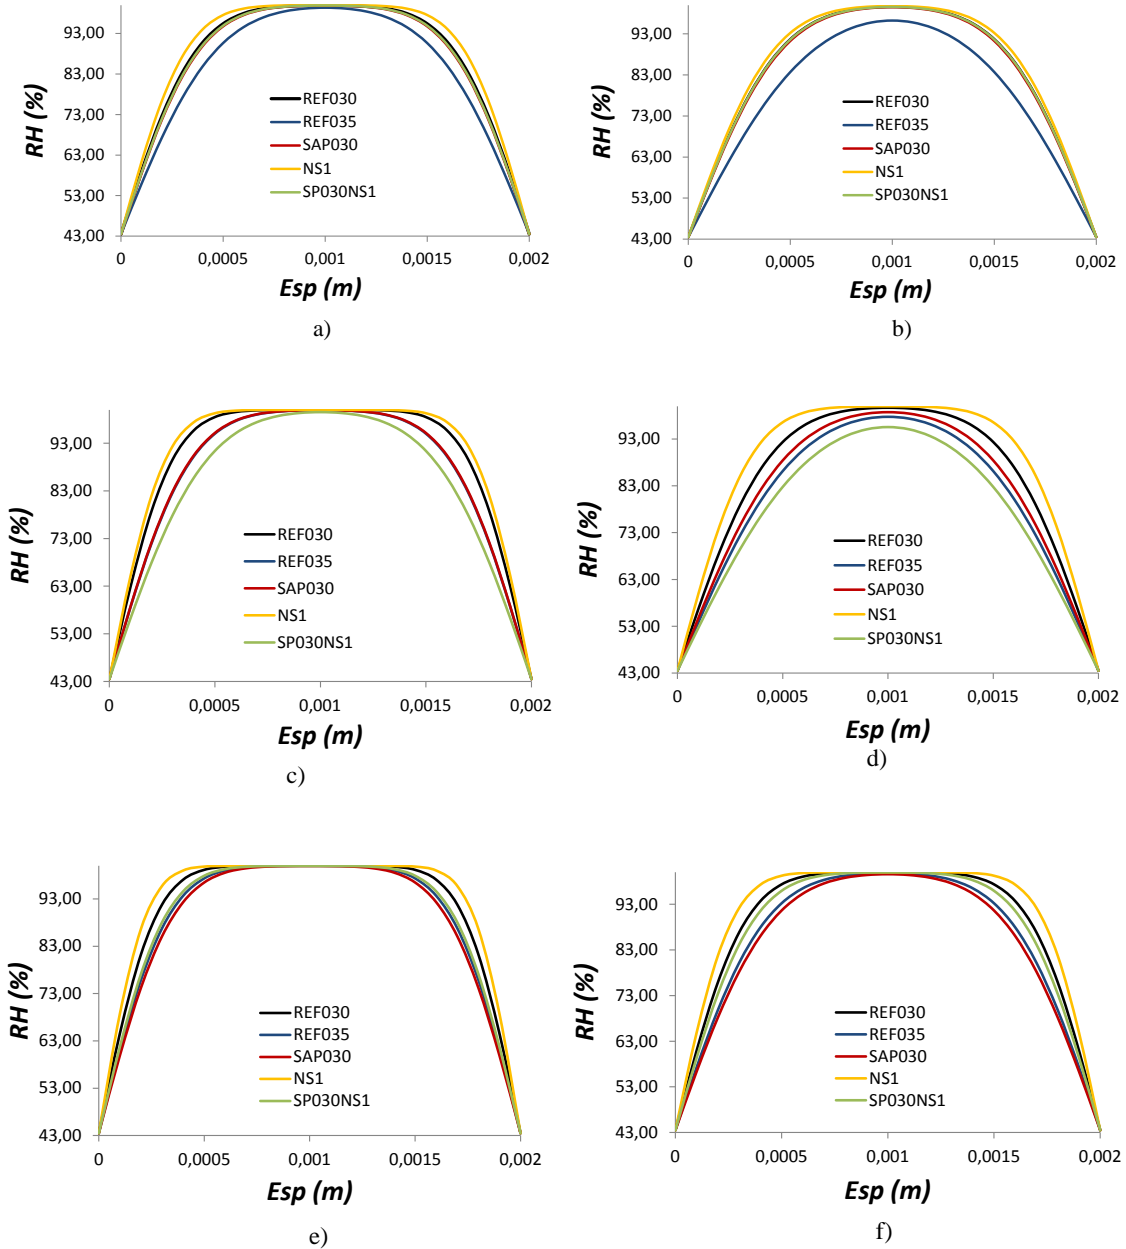 93,00
83,00
73,00
63,00
53,00
43,00
RH (%)
REF030
REF035
SAP030
NS1
SP030NS1
0 0,0005 0,001 0,0015 0,002
Esp (m)
a)
93,00
83,00
73,00
63,00
53,00
43,00
RH (%)
REF030
REF035
SAP030
NS1
SP030NS1
0 0,0005 0,001 0,0015 0,002
Esp (m)
b)
93,00
83,00
73,00
63,00
53,00
43,00
RH (%)
REF030
REF035
SAP030
NS1
SP030NS1
0 0,0005 0,001 0,0015 0,002
Esp (m)
c)
93,00
83,00
73,00
63,00
53,00
43,00
RH (%)
REF030
REF035
SAP030
NS1
SP030NS1
0 0,0005 0,001 0,0015 0,002
Esp (m)
d)
93,00
83,00
73,00
63,00
53,00
43,00
RH (%)
REF030
REF035
SAP030
NS1
SP030NS1
0 0,0005 0,001 0,0015 0,002
Esp (m)
e)
93,00
83,00
73,00
63,00
53,00
43,00
RH (%)
REF030
REF035
SAP030
NS1
SP030NS1
0 0,0005 0,001 0,0015 0,002
Esp (m)
f)